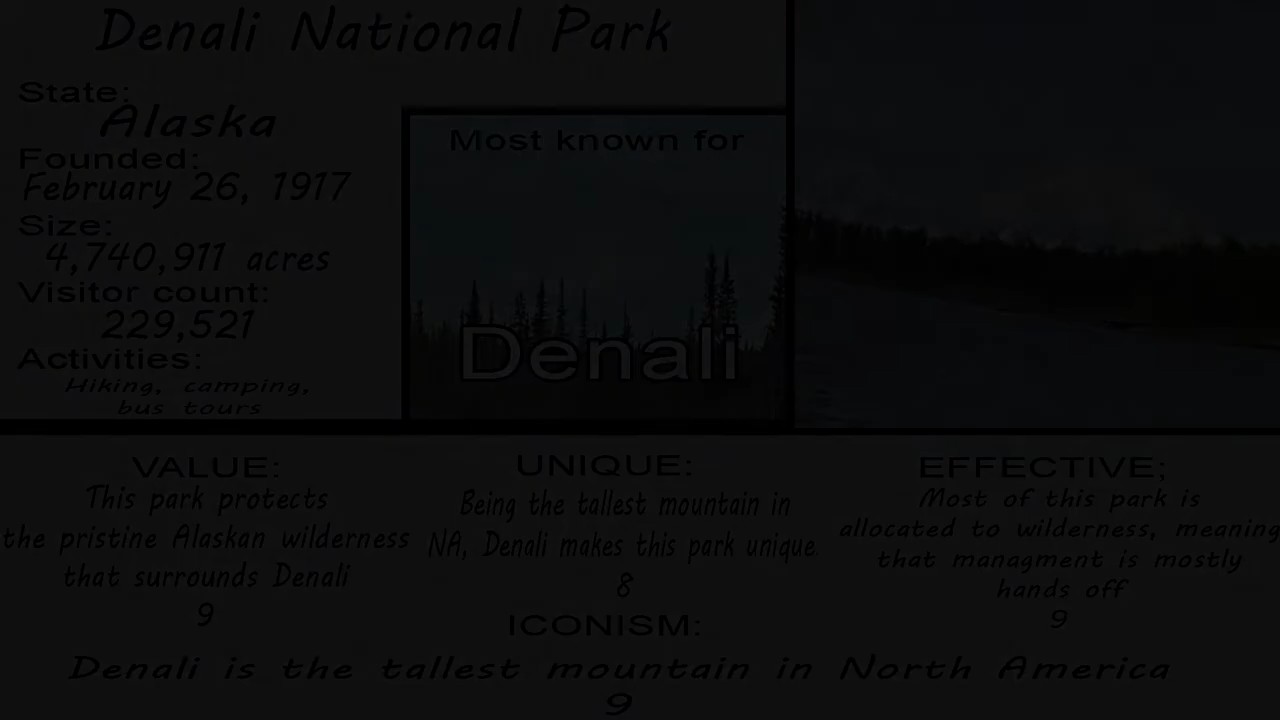 Denali National Park
State:
Alaska
Founded:
February 26, 1917
Size:
4,740,911 acres
Visitor count:
229,521
Activities:
Hiking, camping,
bus tours
Most known for
Denali
VALUE:
This park protects
the pristine Alaskan wilderness
that surrounds Denali
9
UNIQUE:
Being the tallest mountain in
NA, Denali makes this park unique
8
EFFECTIVE;
Most of this park is
allocated to wilderness, meaning
that managment is mostly
hands off
9
ICONISM:
Denali is the tallest mountain in North America
9